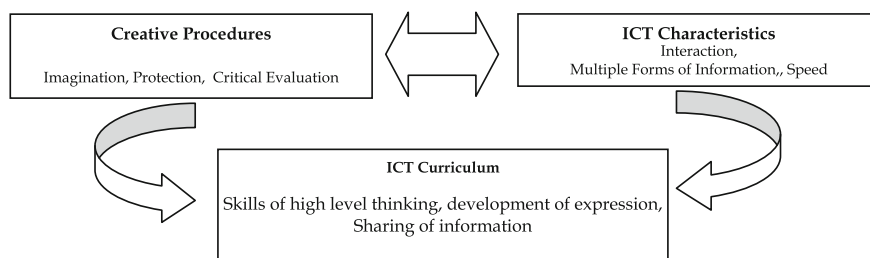 Creative Procedures
Imagination, Protection, Critical Evaluation
ICT Characteristics
Interaction,
Multiple Forms of Information,, Speed
ICT Curriculum
Skills of high level thinking, development of expression,
Sharing of information